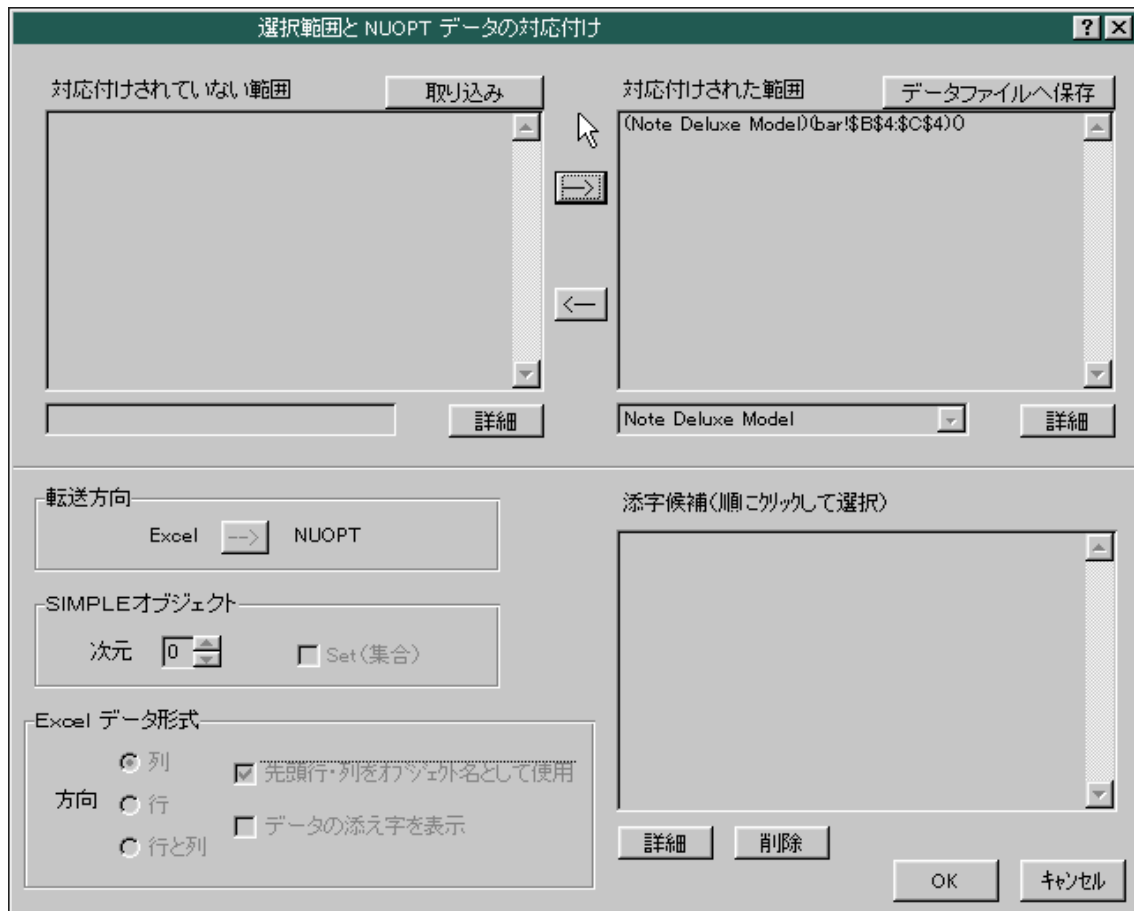 選択範囲と NUOPT データの対応付け
対応付けされていない範囲
取り込み
対応付けされた範囲
データファイルへ保存
(Note Deluxe Model)(bar!$B$4:$C$4)0
-->
<--
詳細
Note Deluxe Model
詳細
転送方向
Excel --> NUOPT
SIMPLEオブジェクト
次元 0
Set(集合)
Excel データ形式
方向
列
行
行と列
先頭行・列をオブジェクト名として使用
データの添え字を表示
添字候補(順にクリックして選択)
詳細
削除
OK
キャンセル